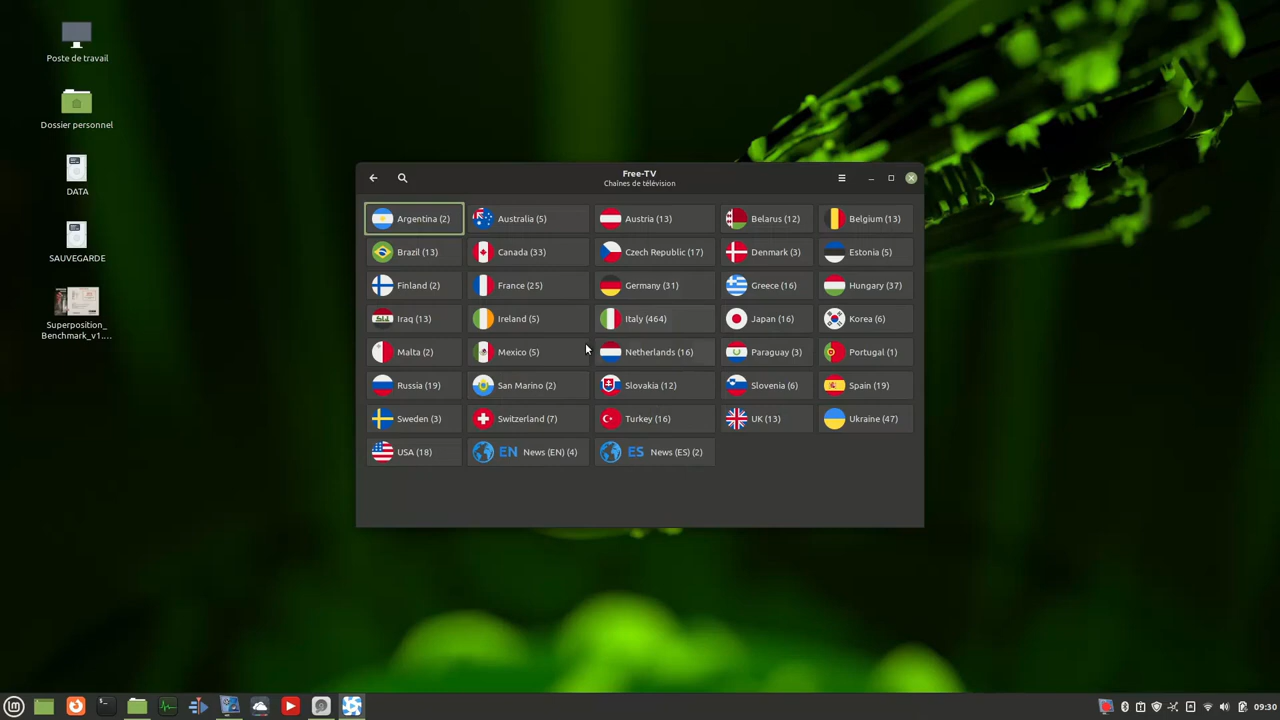 Poste de travail
Dossier personnel
DATA
SAUVEGARDE
Superposition_
Benchmark_v1....
Free-TV
Chaînes de télévision
Argentina (2)
Australia (5)
Austria (13)
Belarus (12)
Belgium (13)
Brazil (13)
Canada (33)
Czech Republic (17)
Denmark (3)
Estonia (5)
Finland (2)
France (25)
Germany (31)
Greece (16)
Hungary (37)
Iraq (13)
Ireland (5)
Italy (464)
Japan (16)
Korea (6)
Malta (2)
Mexico (5)
Netherlands (16)
Paraguay (3)
Portugal (1)
Russia (19)
San Marino (2)
Slovakia (12)
Slovenia (6)
Spain (19)
Sweden (3)
Switzerland (7)
Turkey (16)
UK (13)
Ukraine (47)
USA (18)
EN News (EN) (4)
ES News (ES) (2)
09:30